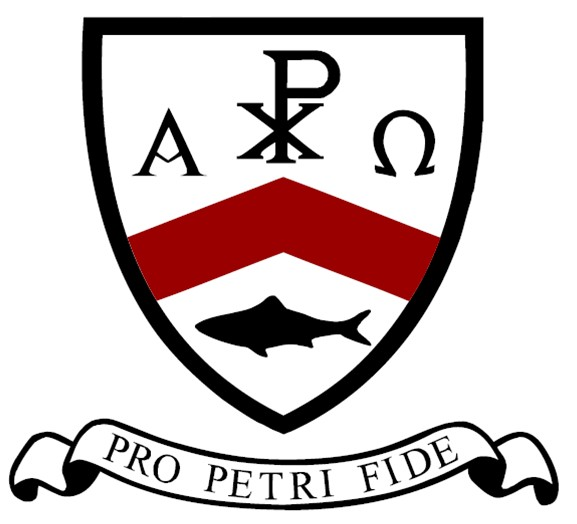 Α ☧ Ω
PRO PETRI FIDE